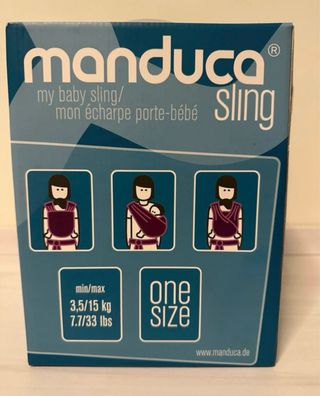 manduca®
my baby sling/
mon écharpe porte-bébé
sling
min/max
3,5/15 kg
7.7/33 lbs
one
SIZE
www.manduca.de